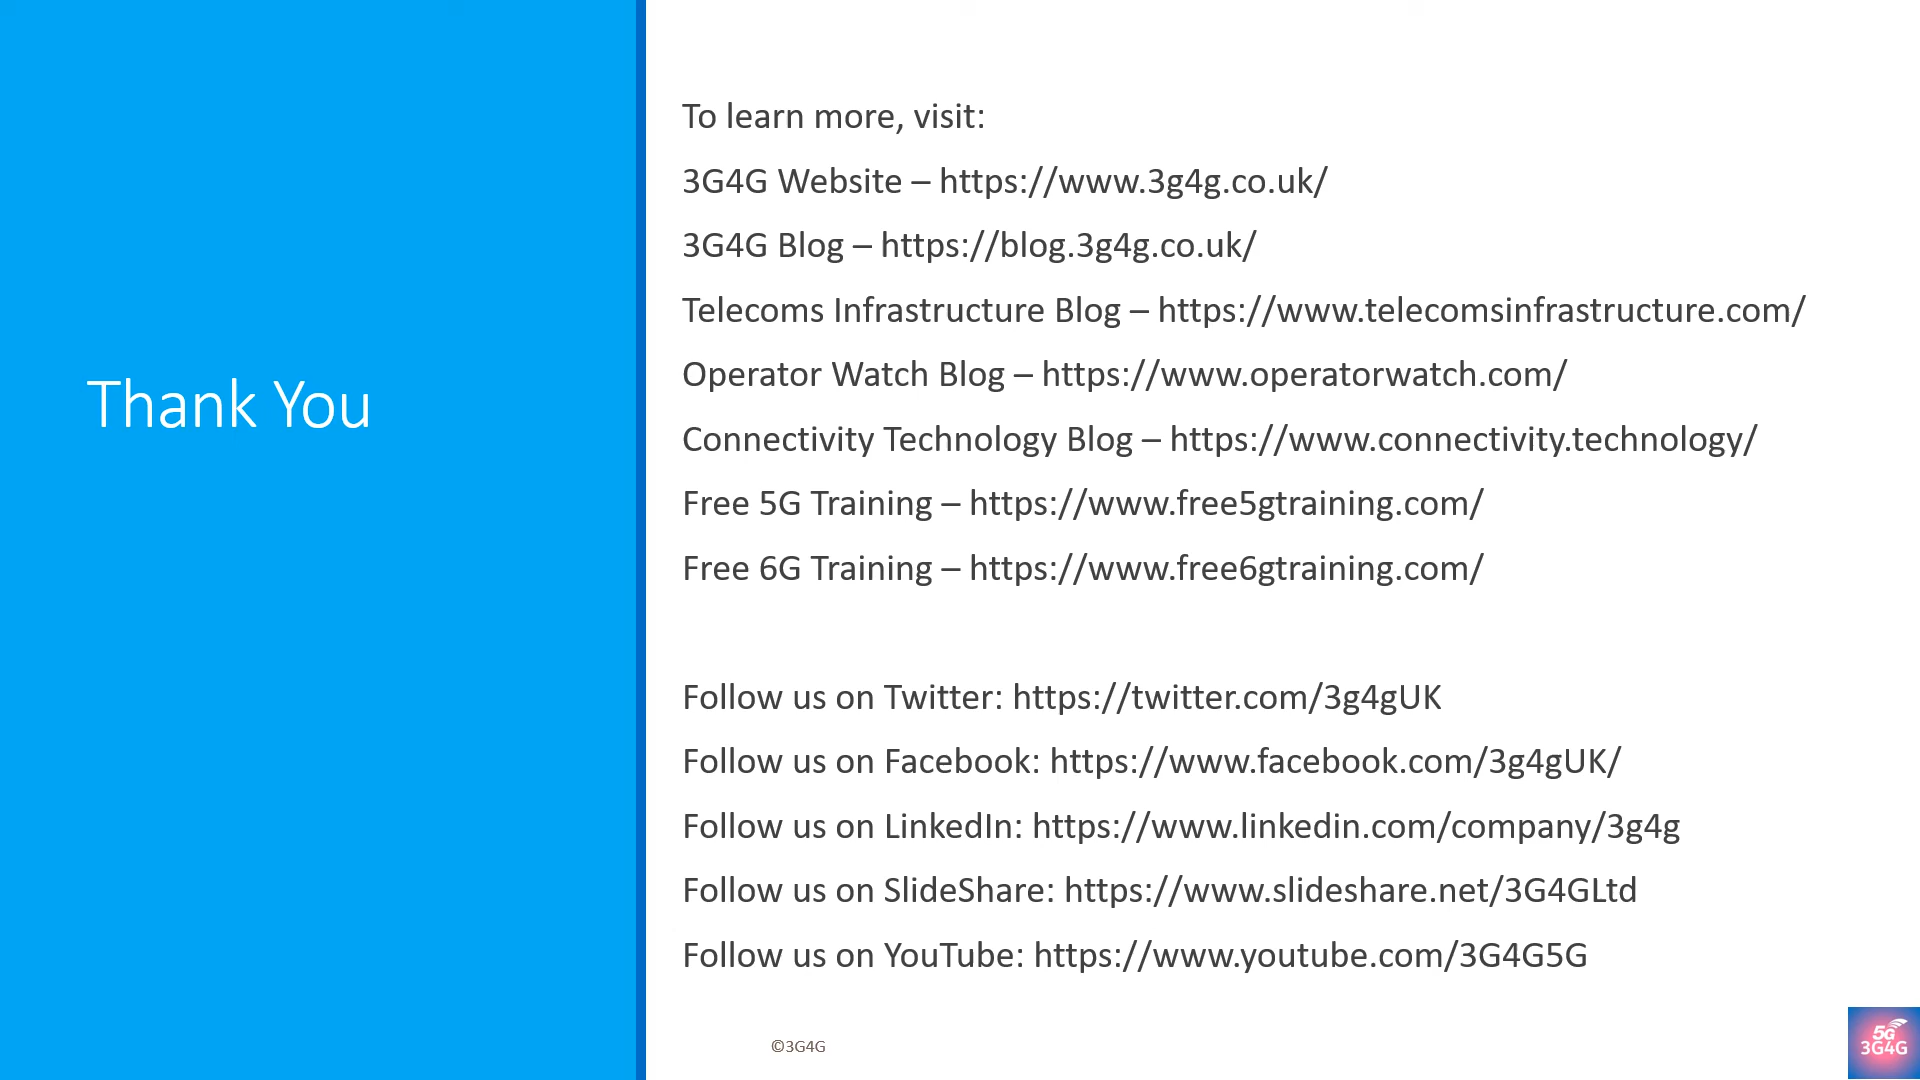 Thank You
To learn more, visit:
3G4G Website – https://www.3g4g.co.uk/
3G4G Blog – https://blog.3g4g.co.uk/
Telecoms Infrastructure Blog – https://www.telecomsinfrastructure.com/
Operator Watch Blog – https://www.operatorwatch.com/
Connectivity Technology Blog – https://www.connectivity.technology/
Free 5G Training – https://www.free5gtraining.com/
Free 6G Training – https://www.free6gtraining.com/
Follow us on Twitter: https://twitter.com/3g4gUK
Follow us on Facebook: https://www.facebook.com/3g4gUK/
Follow us on LinkedIn: https://www.linkedin.com/company/3g4g
Follow us on SlideShare: https://www.slideshare.net/3G4GLtd
Follow us on YouTube: https://www.youtube.com/3G4G5G
©3G4G
5G
3G4G